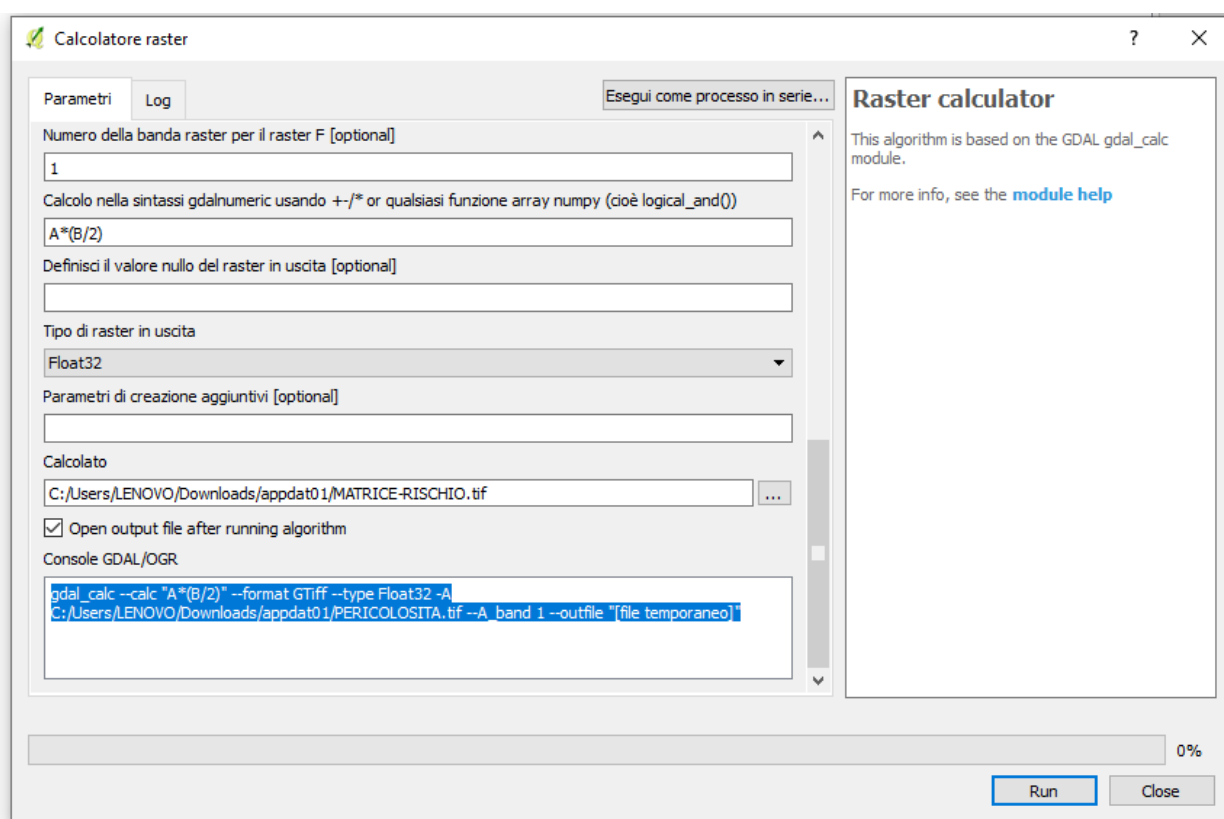 Calcolatore raster
?
Parametri
Log
Esegui come processo in serie...
Numero della banda raster per il raster F [optional]
1
Calcolo nella sintassi gdalnumeric usando +-/* or qualsiasi funzione array numpy (cioè logical_and())
A*(B/2)
Definisci il valore nullo del raster in uscita [optional]
Tipo di raster in uscita
Float32
Parametri di creazione aggiuntivi [optional]
Calcolato
C:/Users/LENOVO/Downloads/appdat01/MATRICE-RISCHIO.tif
...
Open output file after running algorithm
Console GDAL/OGR
gdal_calc --calc "A*(B/2)" --format GTiff --type Float32 -A
C:/Users/LENOVO/Downloads/appdat01/PERICOLOSITA.tif --A_band 1 --outfile "[file temporaneo]"
Raster calculator
This algorithm is based on the GDAL gdal_calc
module.
For more info, see the module help
0%
Run
Close